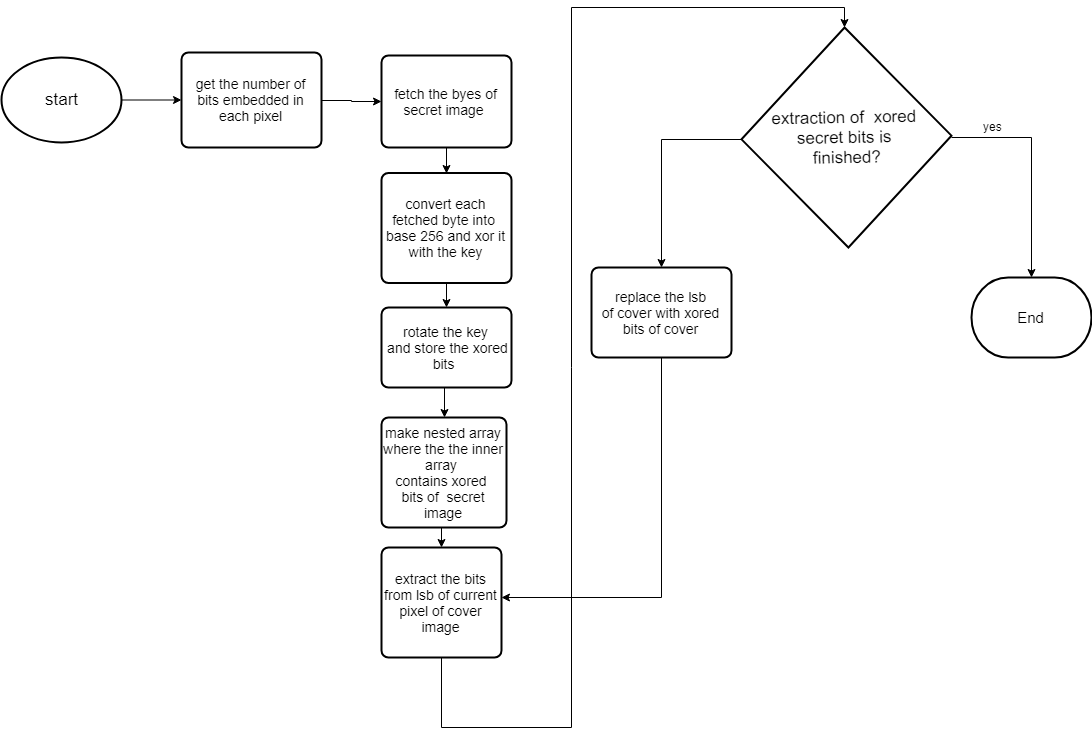 start
get the number of
bits embedded in
each pixel
fetch the byes of
secret image
convert each
fetched byte into
base 256 and xor it
with the key
rotate the key
and store the xored
bits
make nested array
where the the inner
array
contains xored
bits of secret
image
extract the bits
from lsb of current
pixel of cover
image
extraction of xored
secret bits is
finished?
yes
replace the lsb
of cover with xored
bits of cover
End